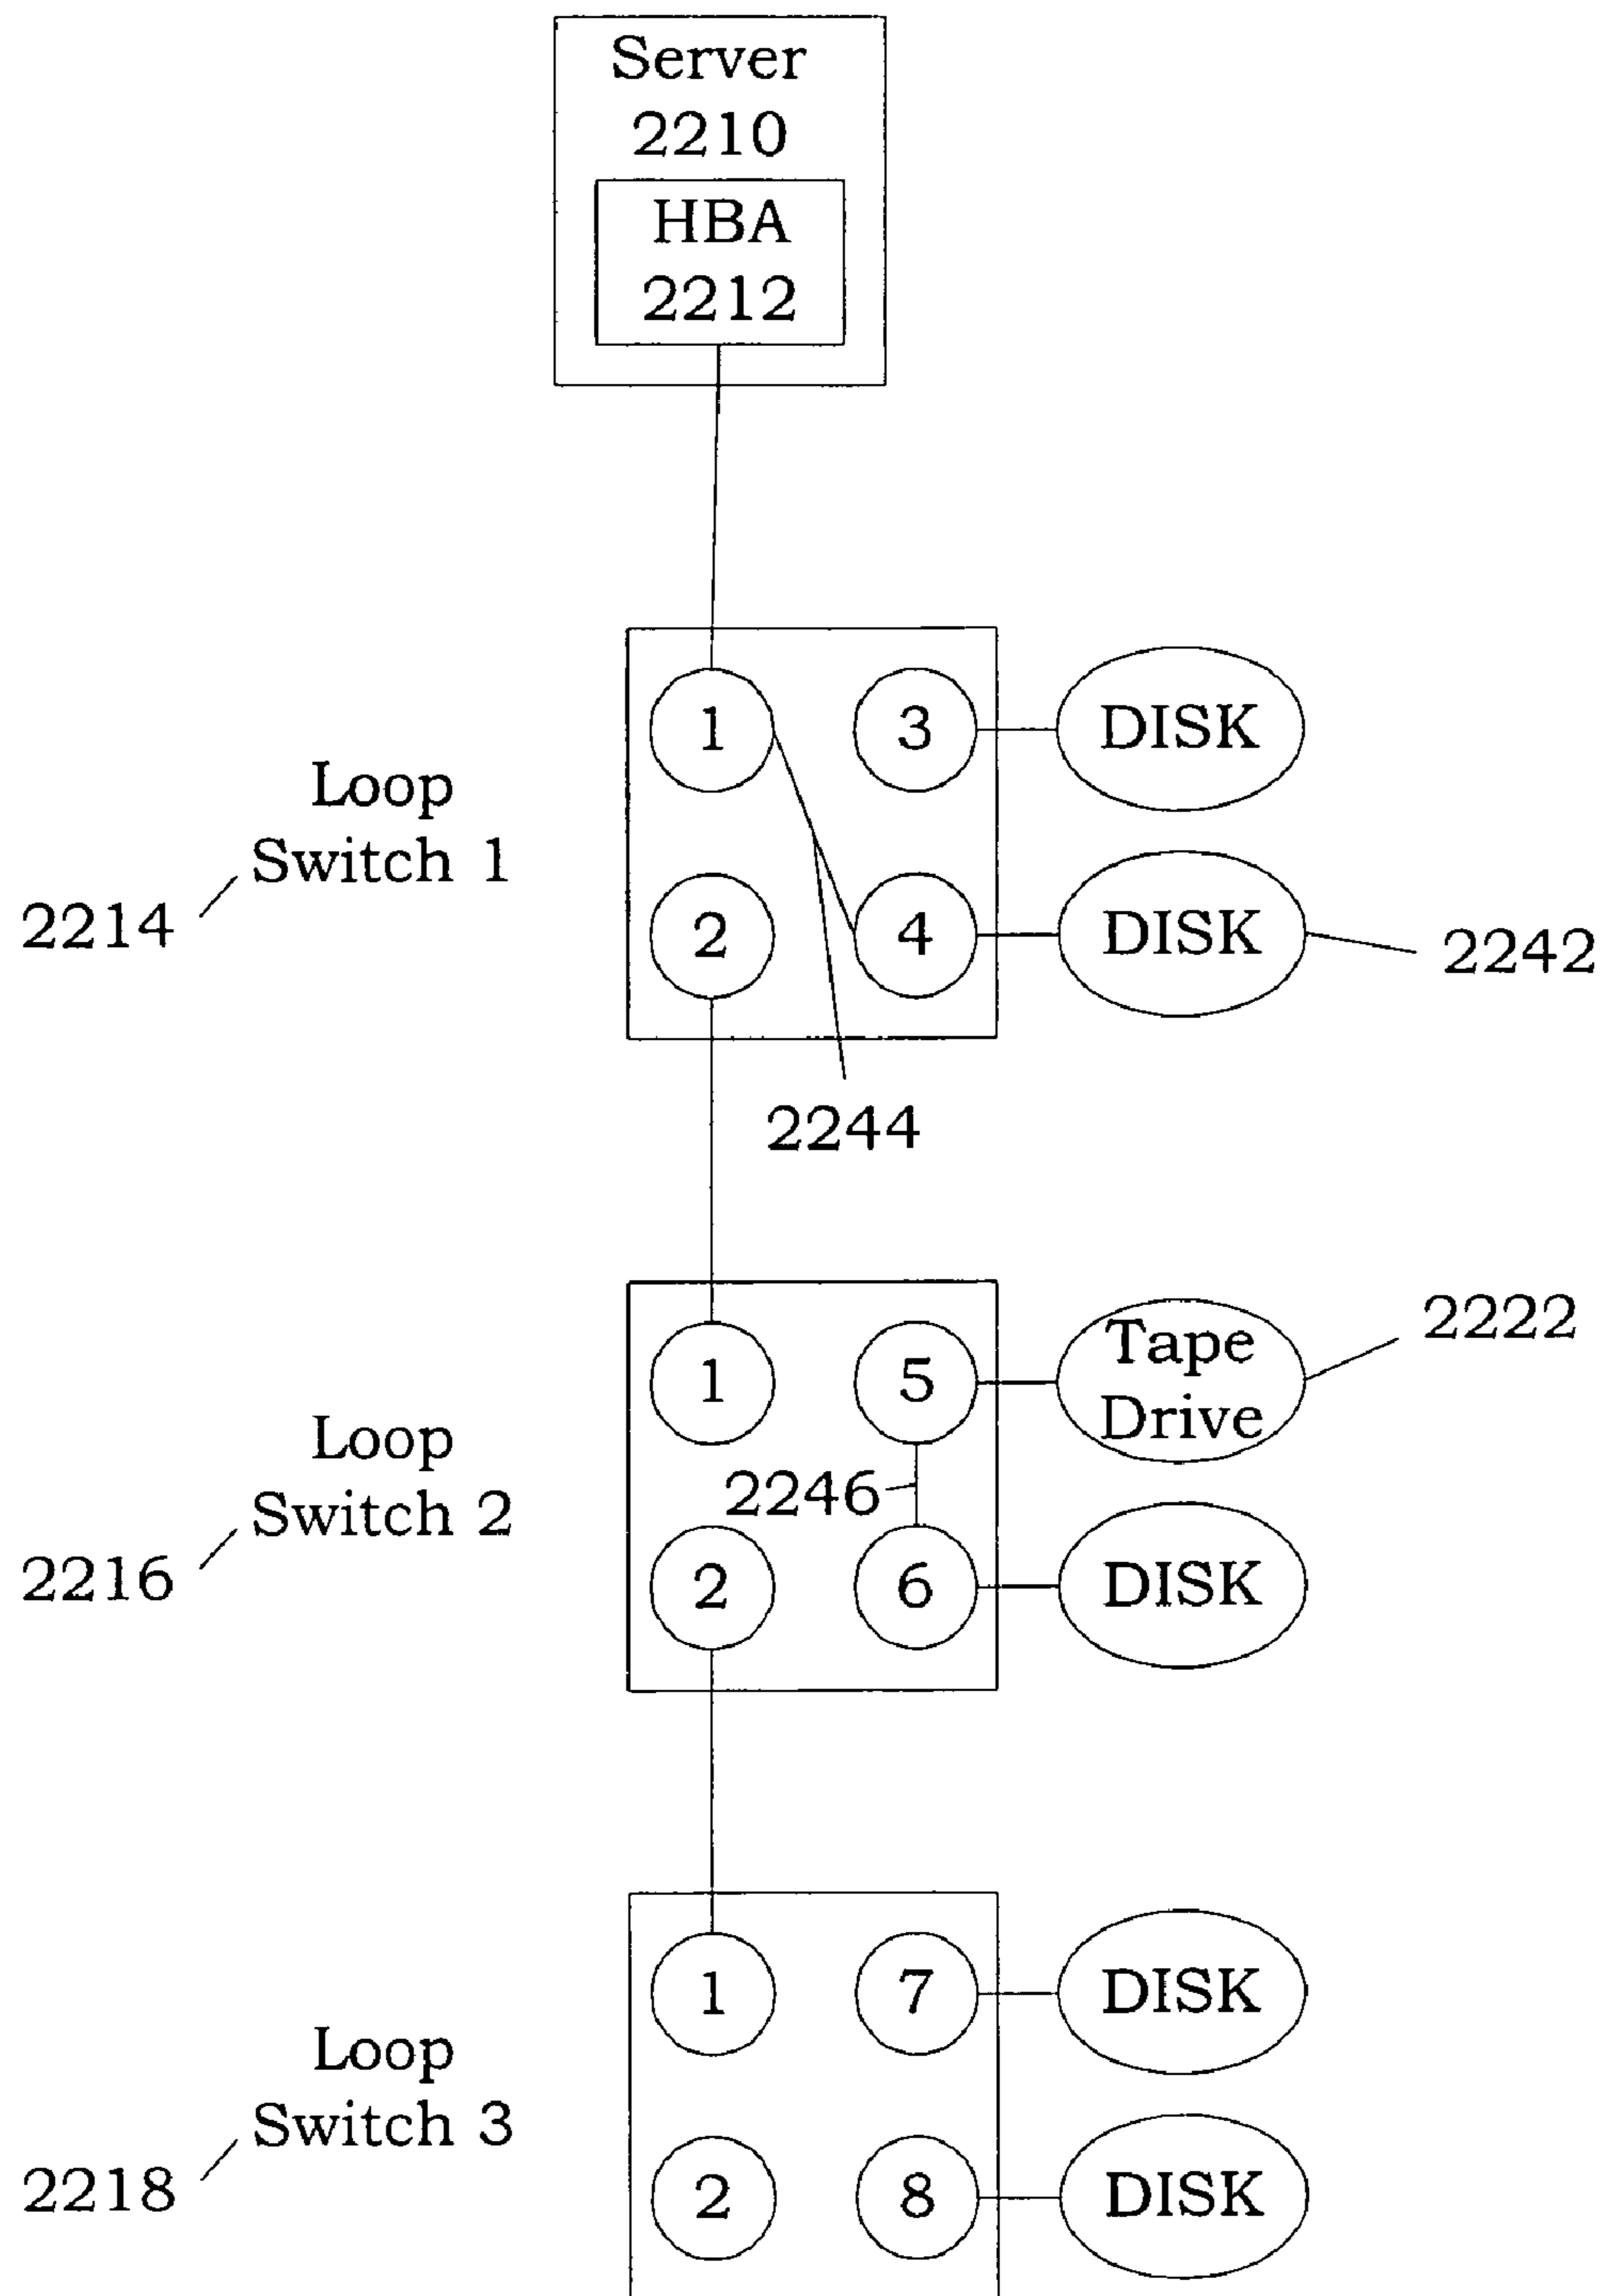 Server
2210
HBA
2212
1
3
DISK
Loop
Switch 1
2214
2
4
DISK
2242
2244
1
5
Tape
Drive
2222
Loop
Switch 2
2216
2246
2
6
DISK
1
7
DISK
Loop
Switch 3
2218
2
8
DISK